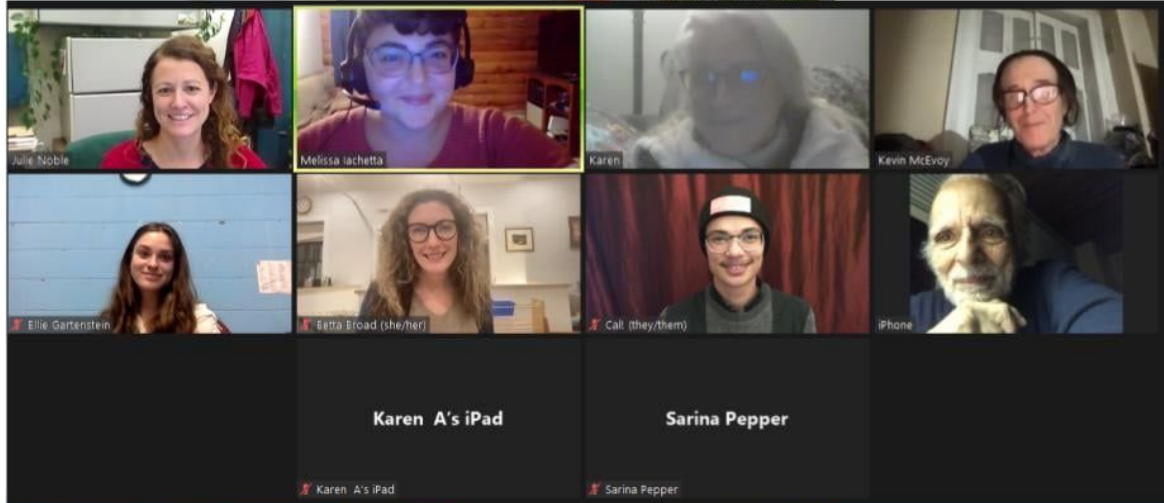 Julie Noble
Melissa Iachetta
Karen
Kevin McEvoy
Ellie Gartenstein
Betta Broad (she/her)
Cali (they/them)
iPhone
Karen A's iPad
Sarina Pepper
Karen A's iPad
Sarina Pepper